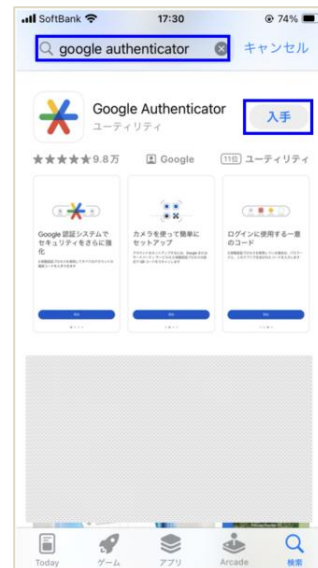 SoftBank 17:30 74%
google authenticator キャンセル
Google Authenticator
ユーティリティ
入手
★★★★★9.8万 Google 11位 ユーティリティ
Google 認証システムで
セキュリティをさらに強
化
カメラを使って簡単に
セットアップ
ログインに使用する一意
のコード
Today ゲーム アプリ Arcade 検索